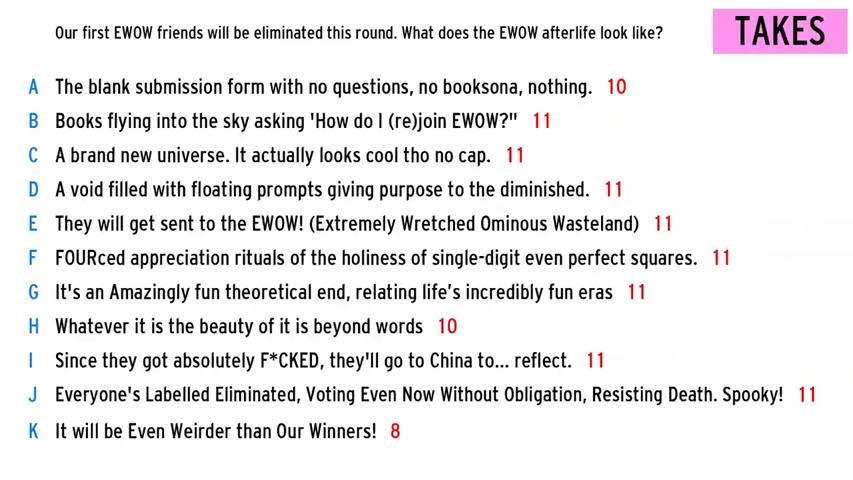 Our first EWOW friends will be eliminated this round. What does the EWOW afterlife look like?
TAKES
A The blank submission form with no questions, no booksona, nothing. 10
B Books flying into the sky asking 'How do I (re)join EWOW?" 11
C A brand new universe. It actually looks cool tho no cap. 11
D A void filled with floating prompts giving purpose to the diminished. 11
E They will get sent to the EWOW! (Extremely Wretched Ominous Wasteland) 11
F FOURced appreciation rituals of the holiness of single-digit even perfect squares. 11
G It's an Amazingly fun theoretical end, relating life’s incredibly fun eras 11
H Whatever it is the beauty of it is beyond words 10
I Since they got absolutely F*CKED, they'll go to China to... reflect. 11
J Everyone's Labelled Eliminated, Voting Even Now Without Obligation, Resisting Death. Spooky! 11
K It will be Even Weirder than Our Winners! 8